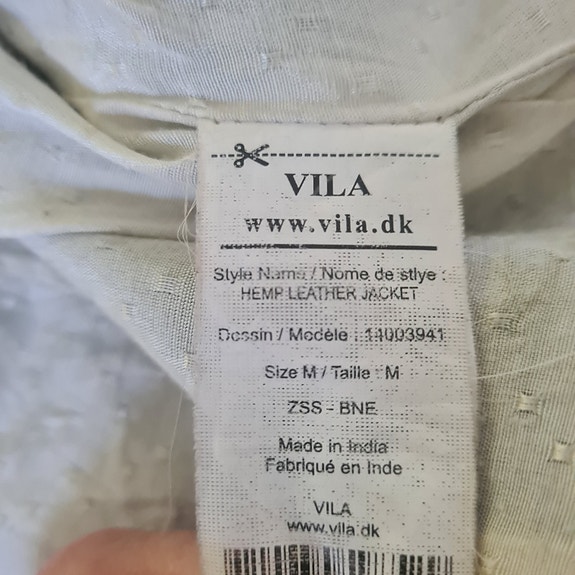 VILA
www.vila.dk
Style Name / Nome de stlye :
HEMP LEATHER JACKET
Dessin / Modèle : 14003941
Size M / Taille : M
ZSS - BNE
Made in India
Fabriqué en Inde
VILA
www.vila.dk